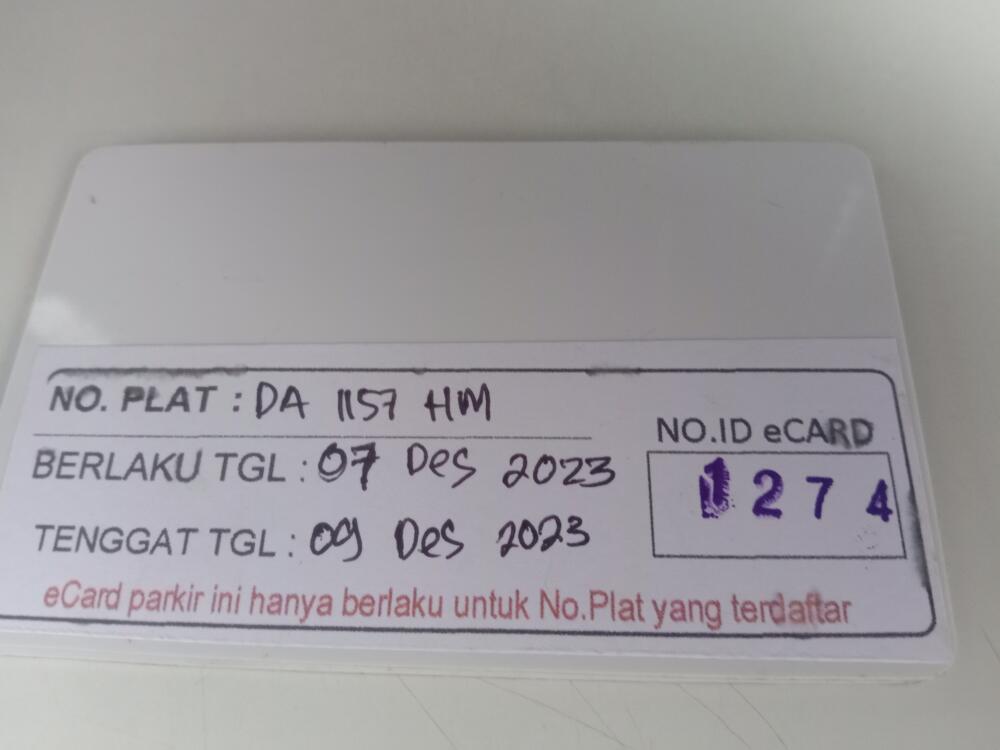 NO. PLAT : DA 1157 HM
NO.ID eCARD
BERLAKU TGL : 07 Des 2023
1274
TENGGAT TGL : 09 Des 2023
eCard parkir ini hanya berlaku untuk No.Plat yang terdaftar